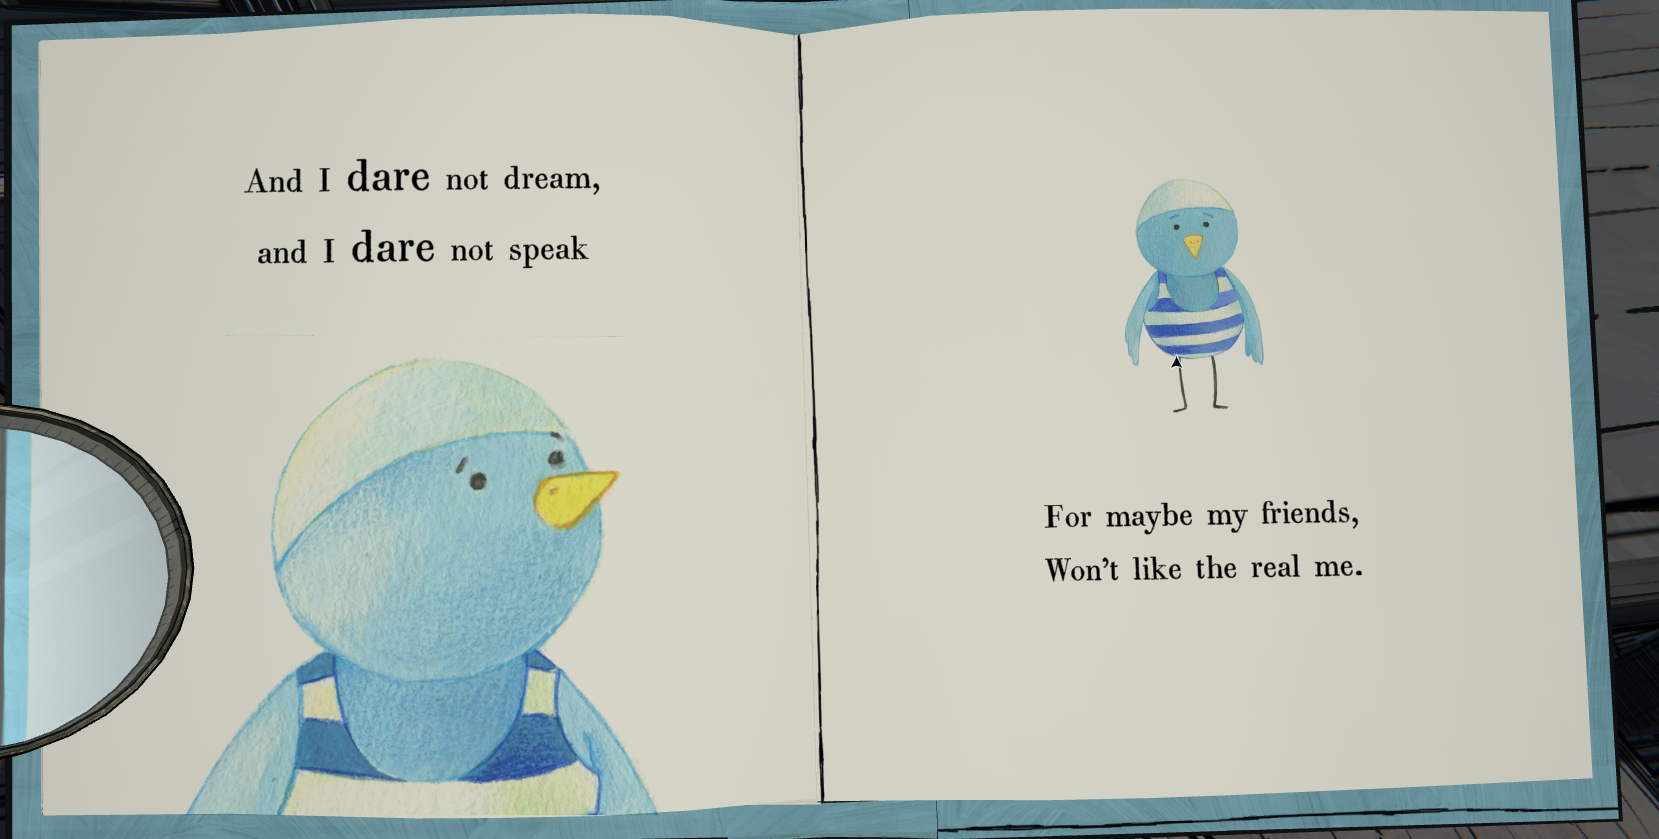 And I dare not dream,
and I dare not speak
For maybe my friends,
Won't like the real me.